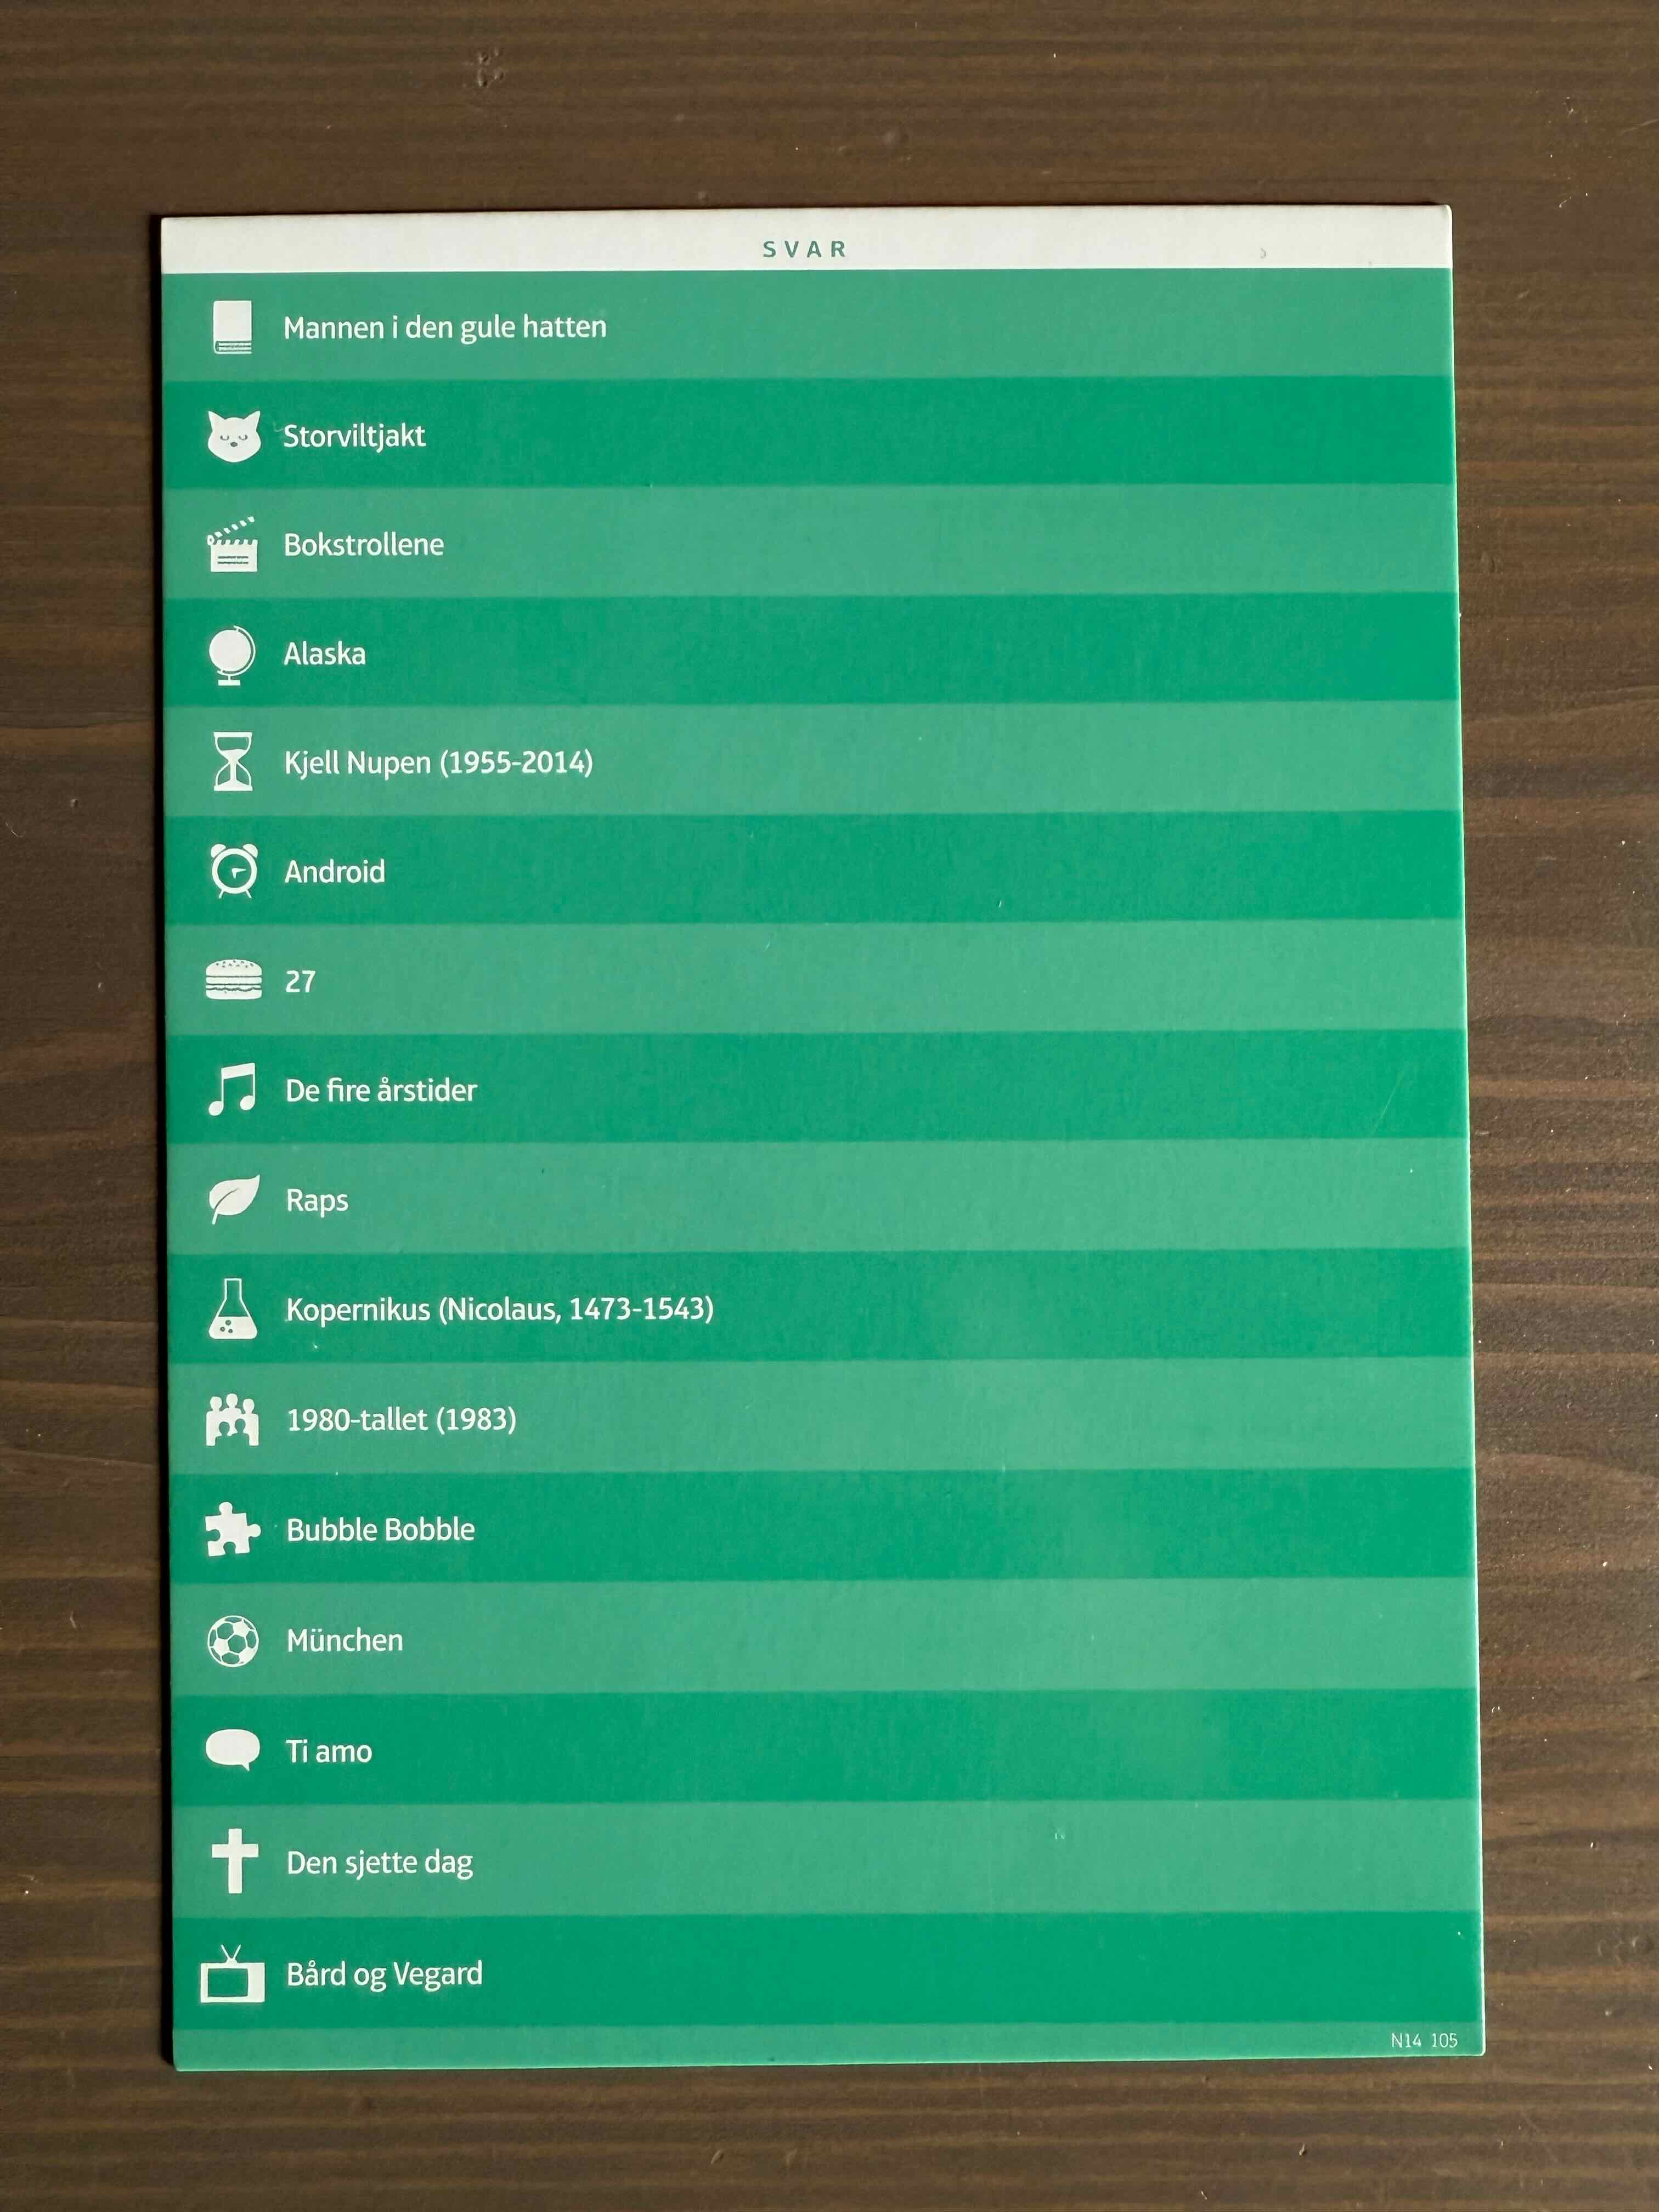 SVAR
Mannen i den gule hatten
Storviltjakt
Bokstrollene
Alaska
Kjell Nupen (1955-2014)
Android
27
De fire årstider
Raps
Kopernikus (Nicolaus, 1473-1543)
1980-tallet (1983)
Bubble Bobble
München
Ti amo
Den sjette dag
Bård og Vegard
N14 105